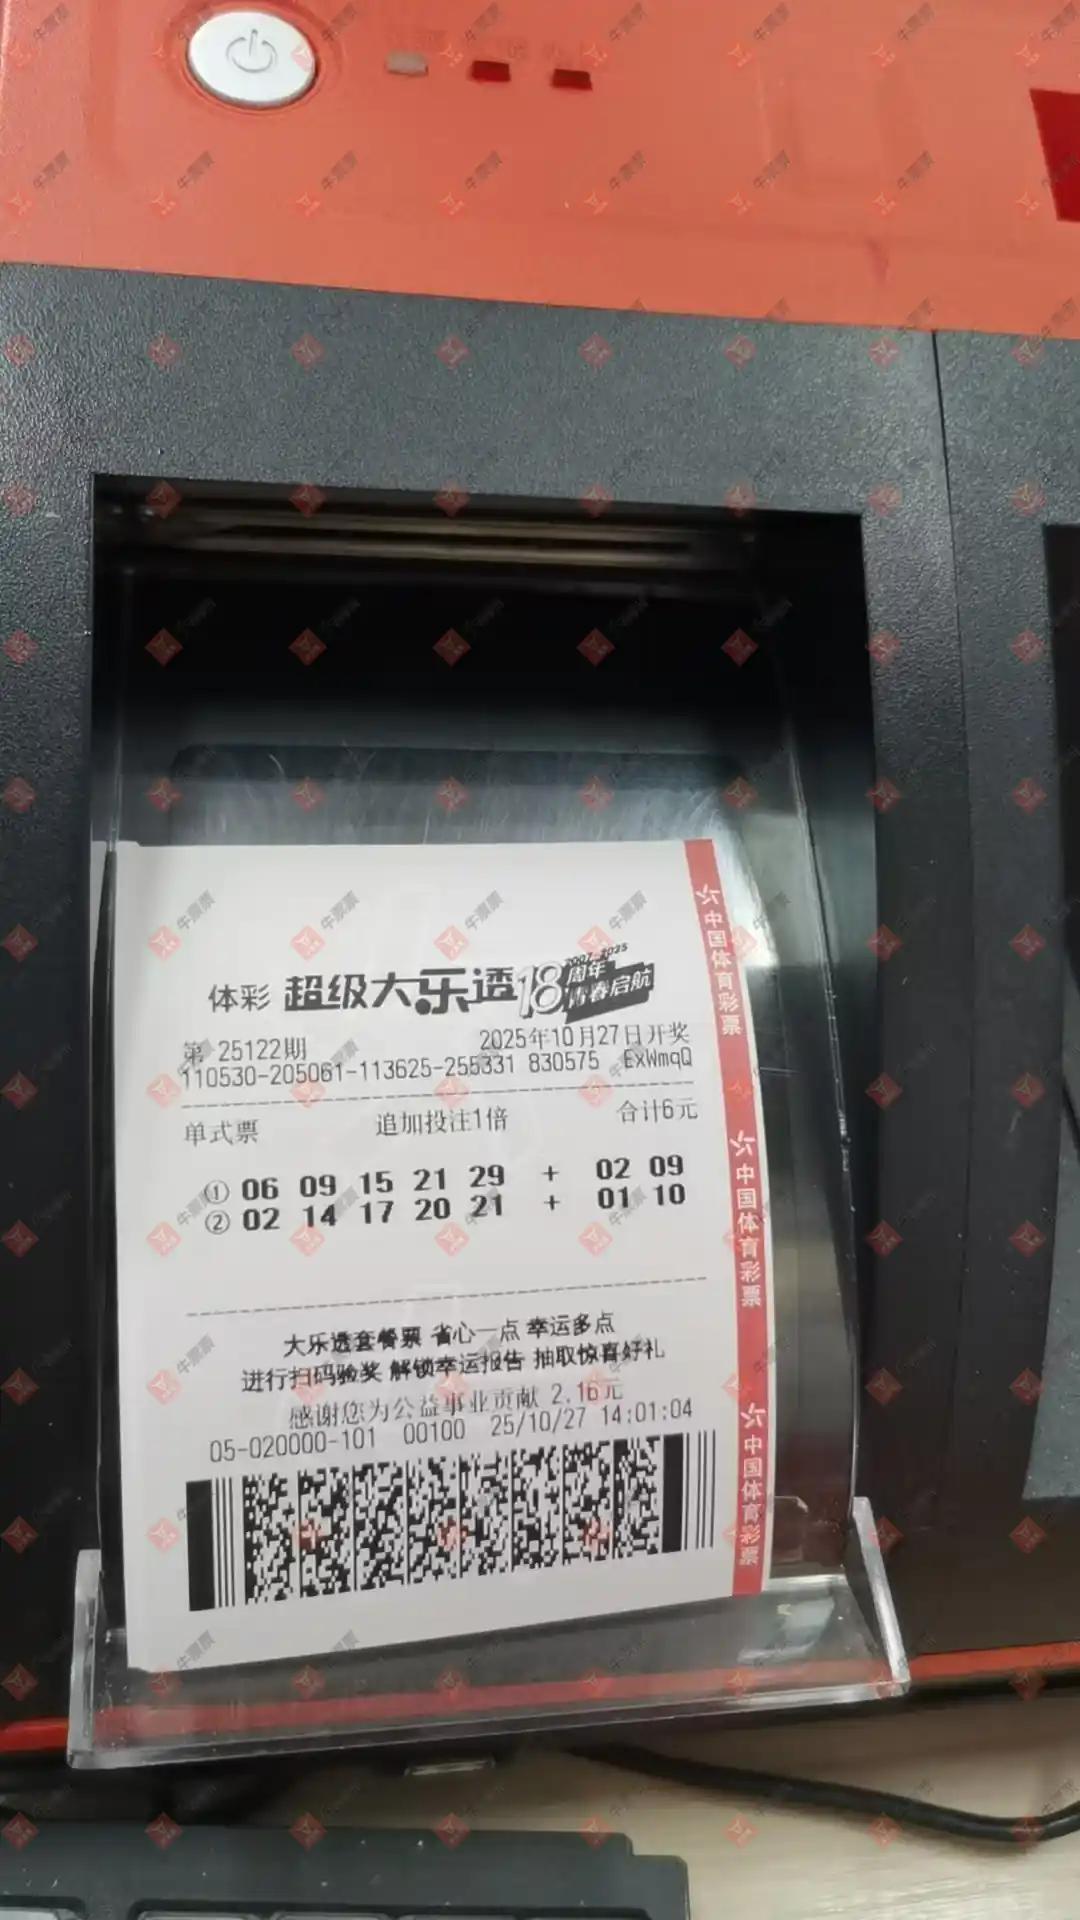 体彩 超级大乐透 18周年 2007-2025 青春启航
第 25122期 2025年10月27日开奖
110530-205061-113625-255331 830575 ExWmqQ
单式票 追加投注1倍 合计6元
① 06 09 15 21 29 + 02 09
② 02 14 17 20 21 + 01 10
大乐透套餐票 省心一点 幸运多点
进行扫码验奖 解锁幸运报告 抽取惊喜好礼
感谢您为公益事业贡献 2.16元
05-020000-101 00100 25/10/27 14:01:04
中国体育彩票
中国体育彩票
中国体育彩票
牛票票